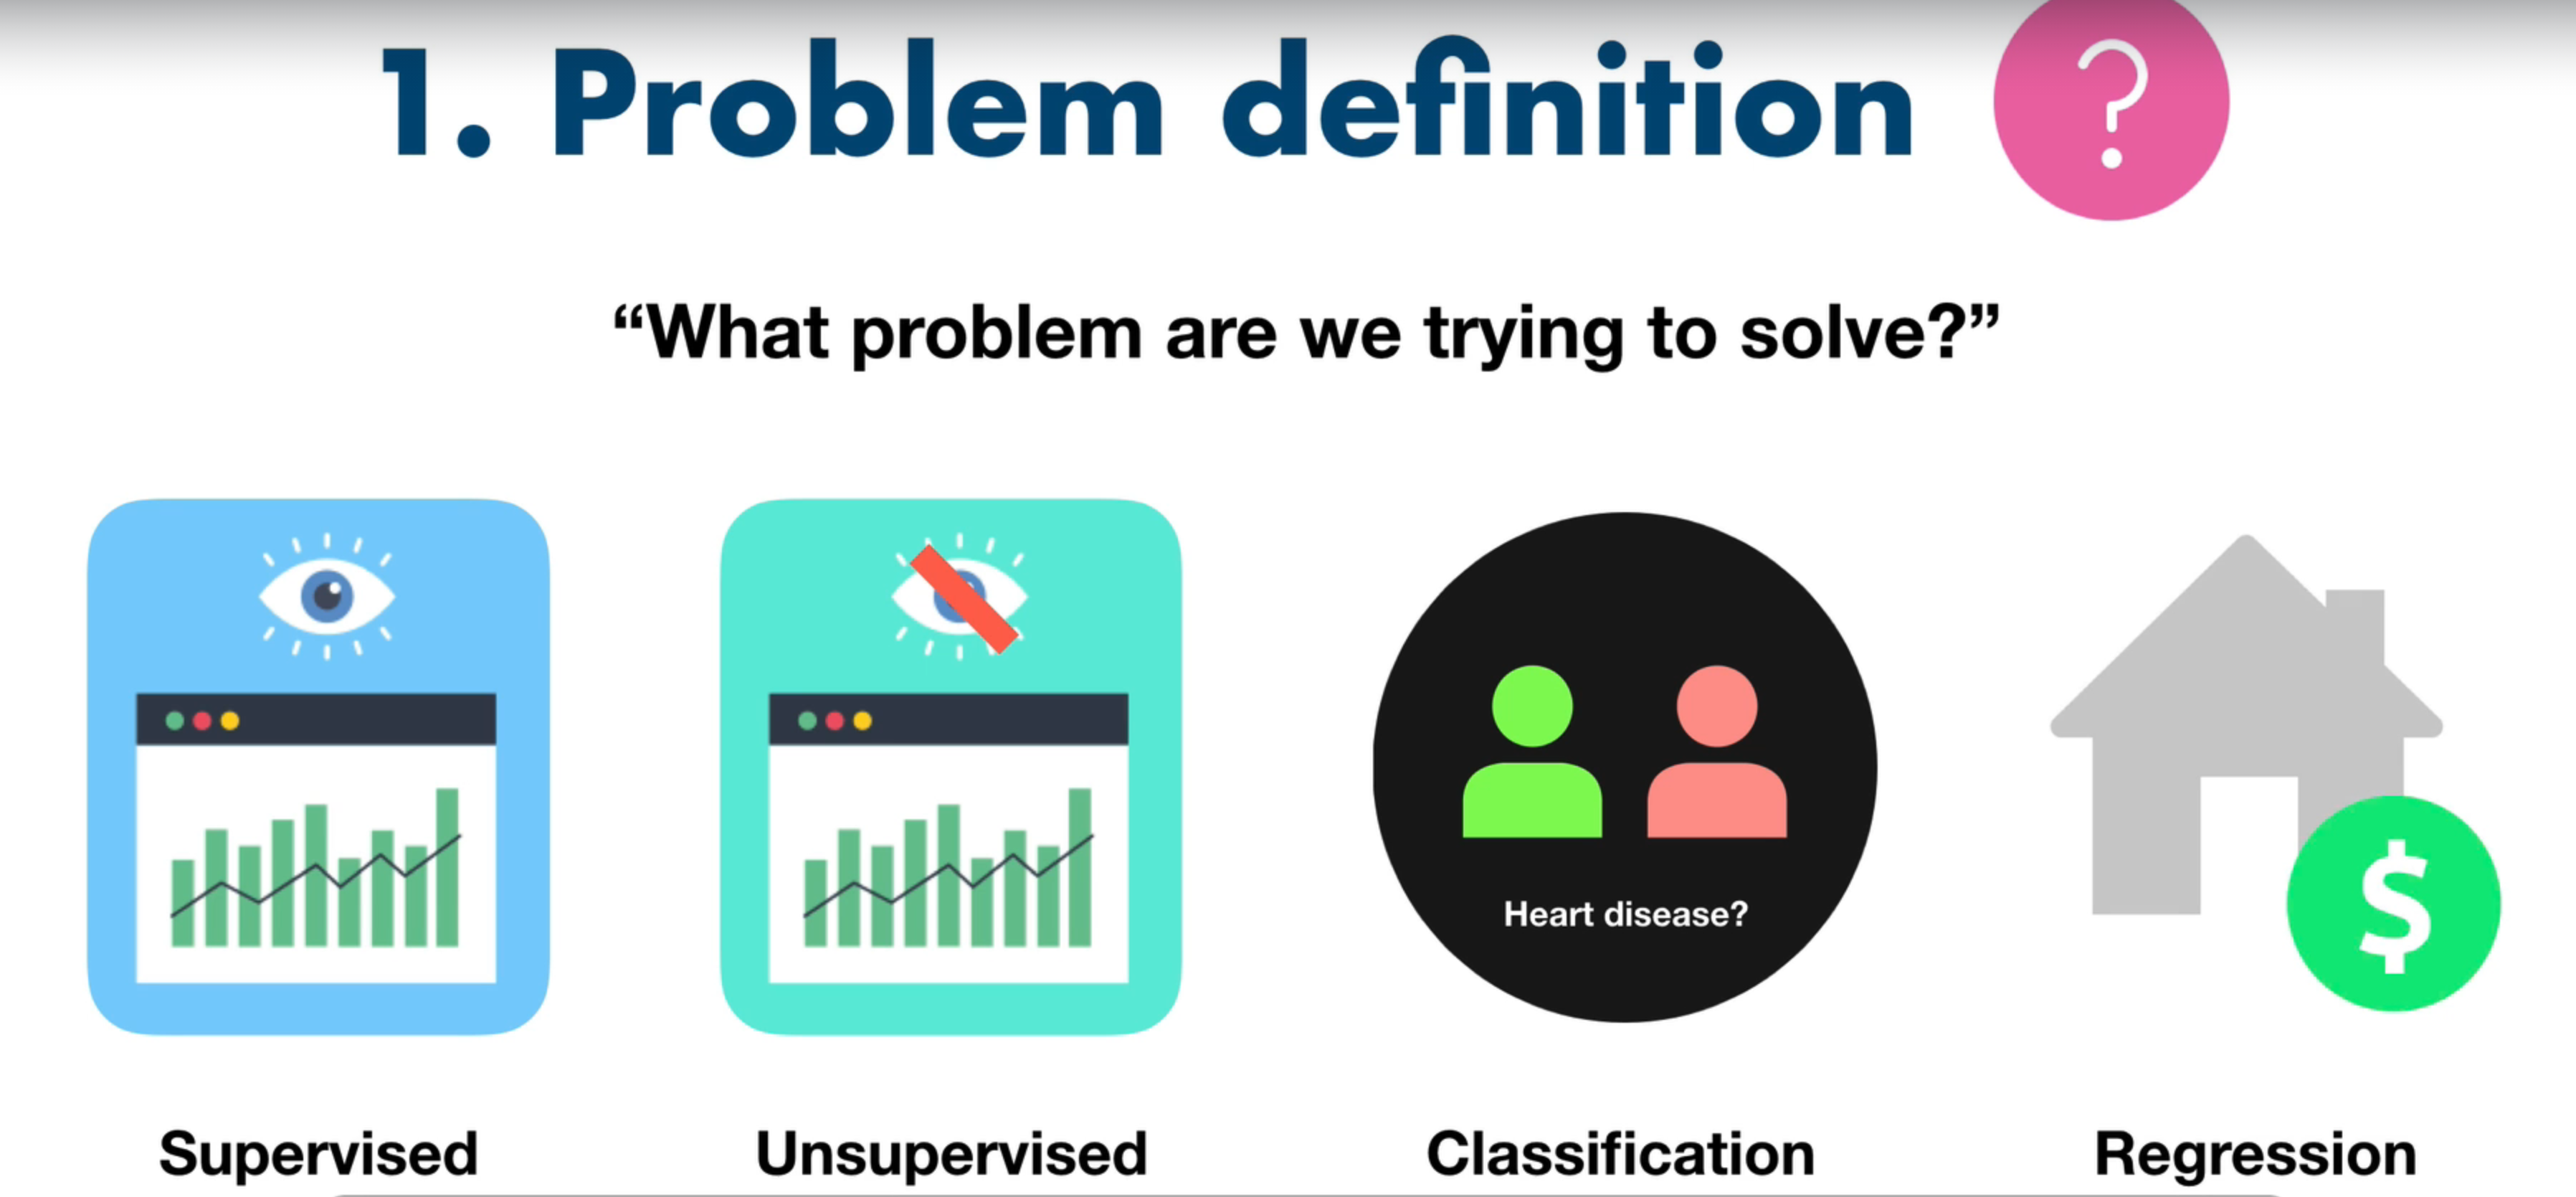 1. Problem definition
?
“What problem are we trying to solve?”
Heart disease?
$
Supervised
Unsupervised
Classification
Regression